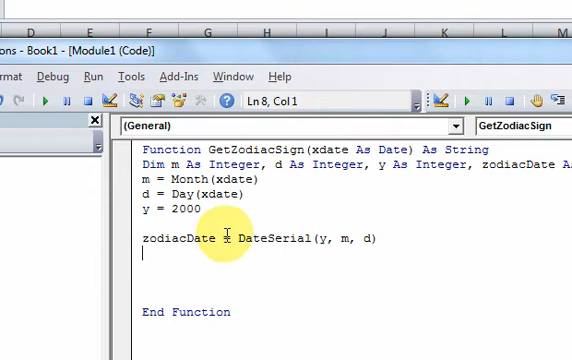 D E F G H I J K L M
ons - Book1 - [Module1 (Code)]
rmat Debug Run Tools Add-Ins Window Help
Ln 8, Col 1
(General) GetZodiacSign
Function GetZodiacSign(xdate As Date) As String
Dim m As Integer, d As Integer, y As Integer, zodiacDate As
m = Month(xdate)
d = Day(xdate)
y = 2000
zodiacDate = DateSerial(y, m, d)
End Function